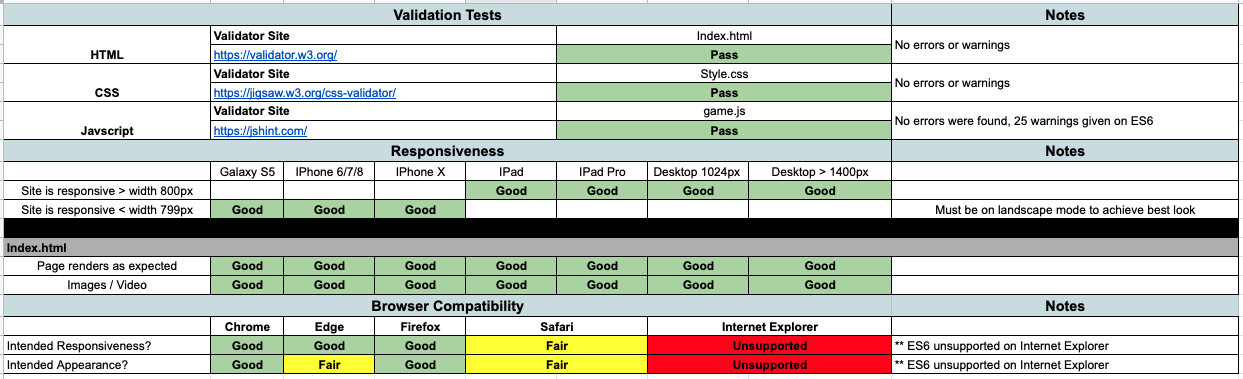 Validation Tests Notes
Validator Site Index.html
HTML https://validator.w3.org/ Pass No errors or warnings
Validator Site Style.css
CSS https://jigsaw.w3.org/css-validator/ Pass No errors or warnings
Validator Site game.js
Javscript https://jshint.com/ Pass No errors were found, 25 warnings given on ES6
Responsiveness Notes
Galaxy S5 IPhone 6/7/8 IPhone X IPad IPad Pro Desktop 1024px Desktop > 1400px
Site is responsive > width 800px Good Good Good Good
Site is responsive < width 799px Good Good Good Must be on landscape mode to achieve best look
Index.html
Page renders as expected Good Good Good Good Good Good Good
Images / Video Good Good Good Good Good Good Good
Browser Compatibility Notes
Chrome Edge Firefox Safari Internet Explorer
Intended Responsiveness? Good Good Good Fair Unsupported ** ES6 unsupported on Internet Explorer
Intended Appearance? Good Fair Good Fair Unsupported ** ES6 unsupported on Internet Explorer